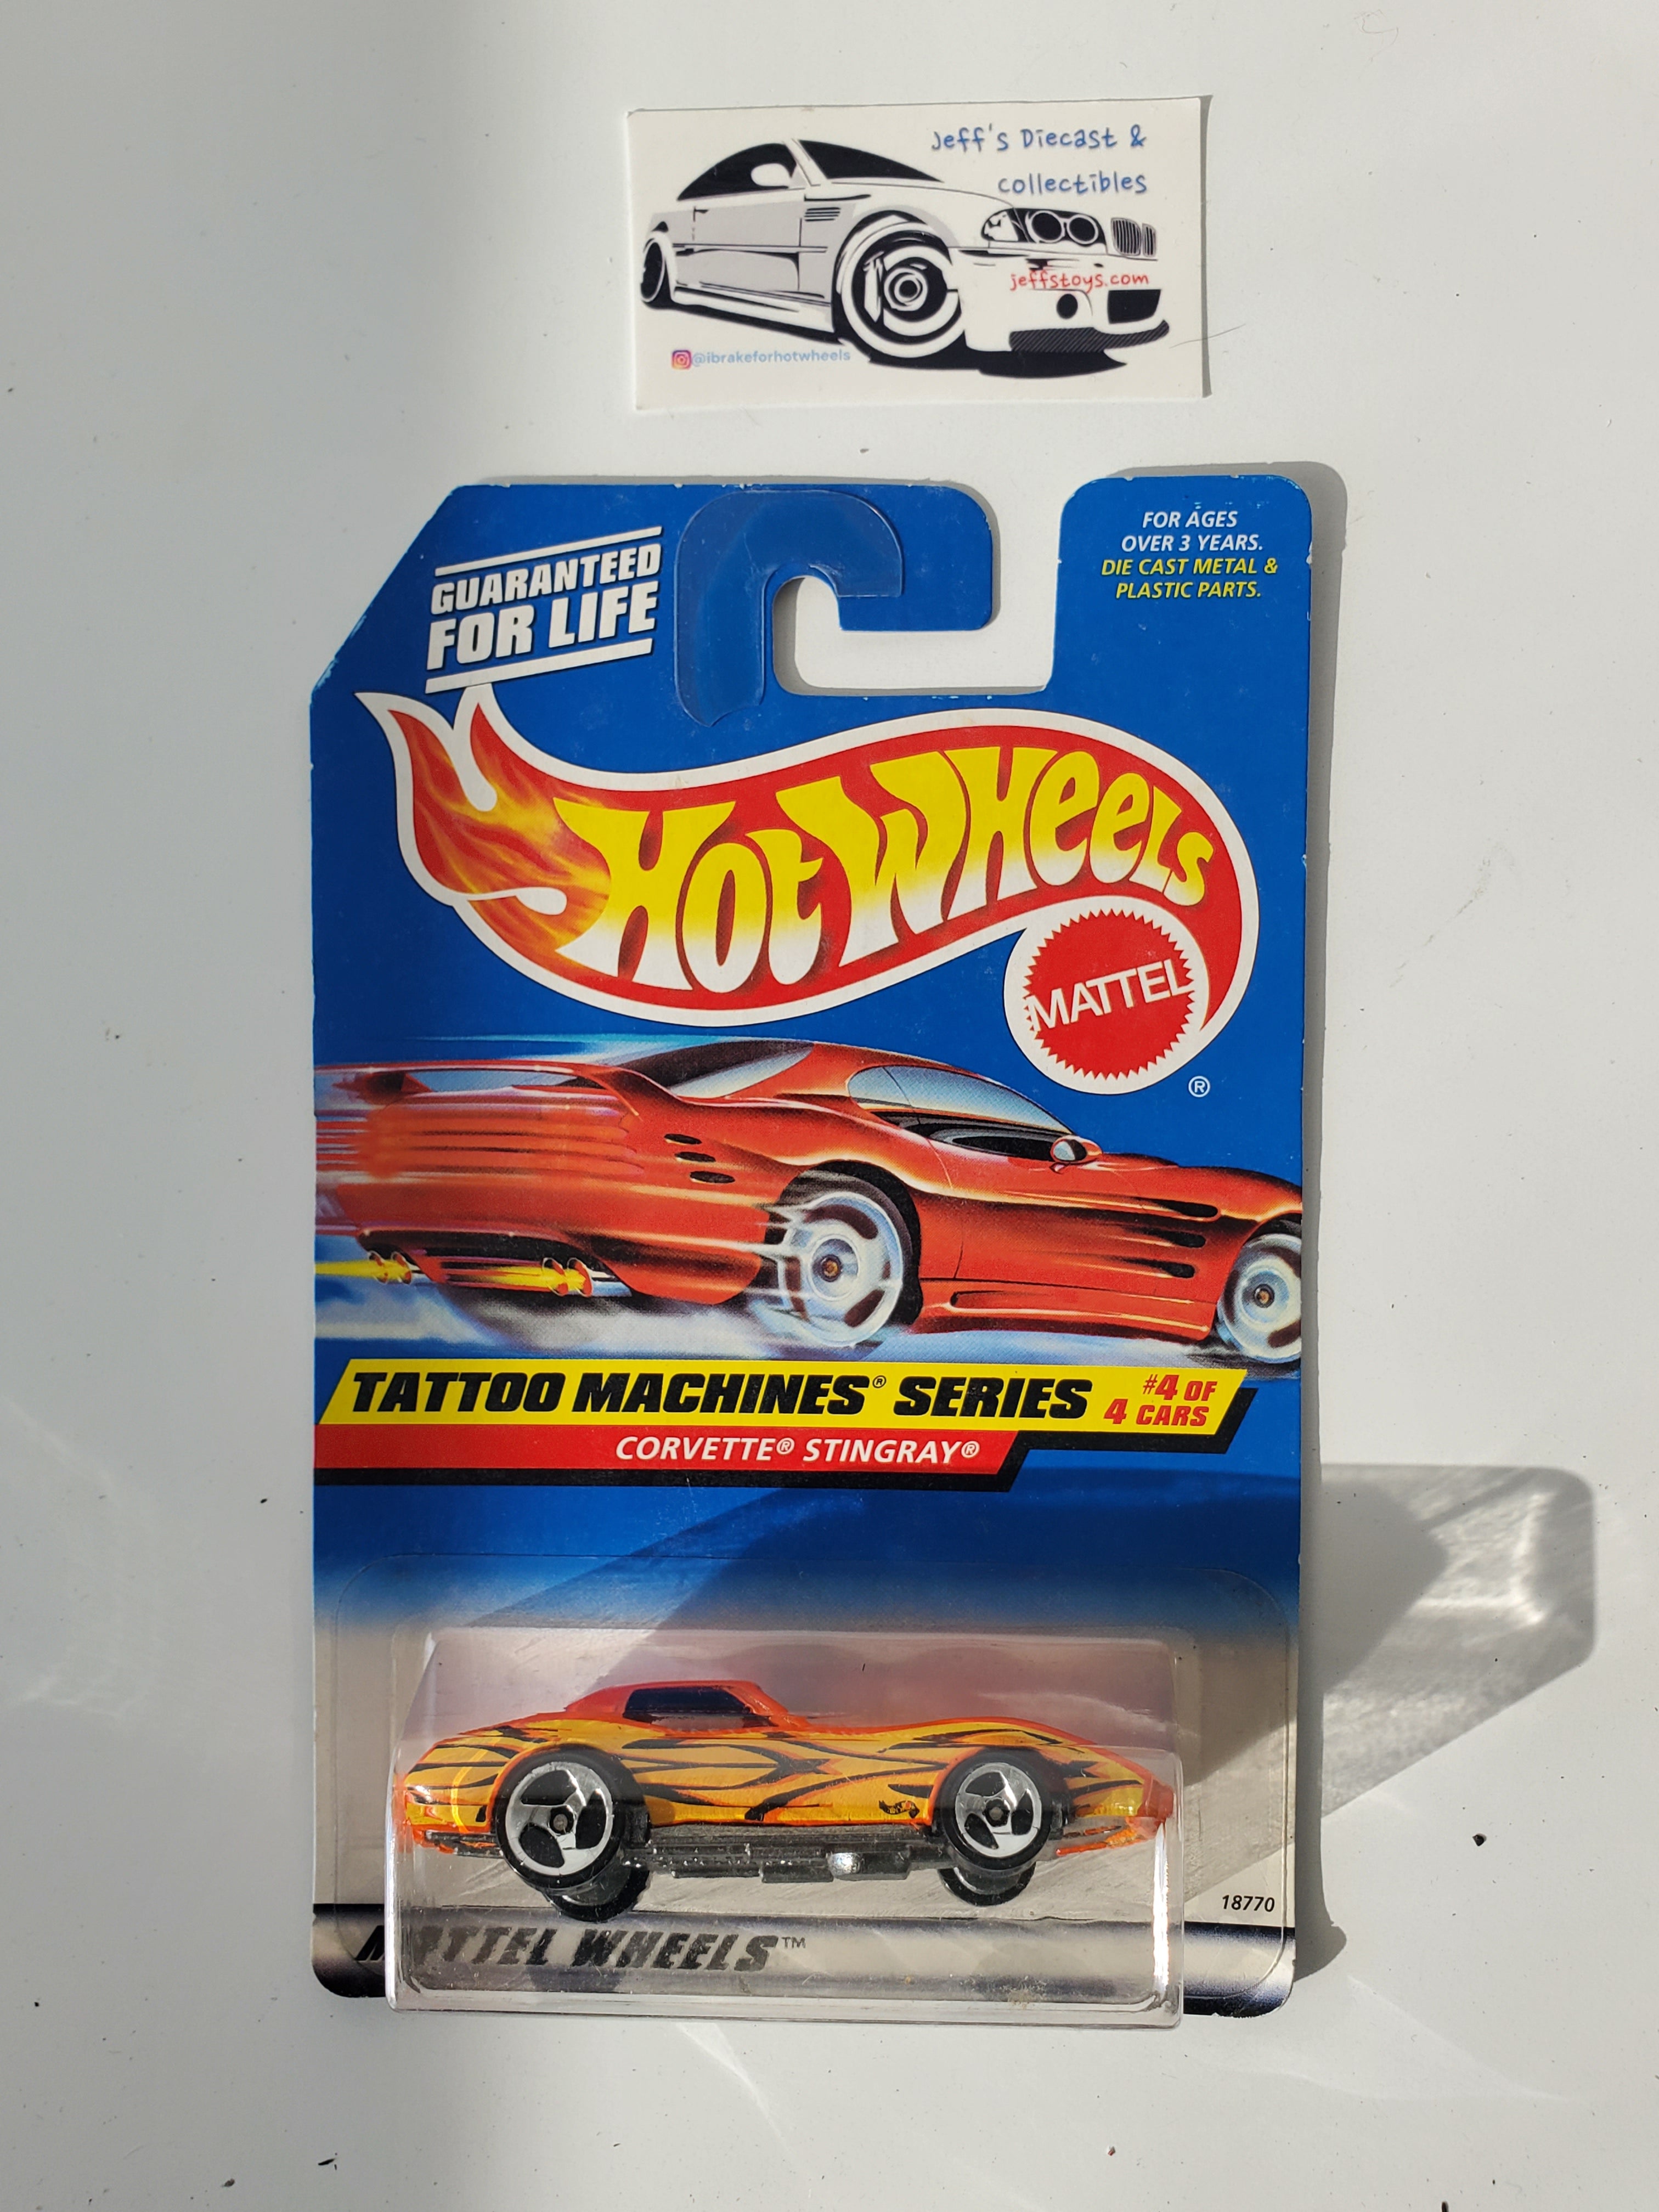 Jeff's Diecast &
collectibles
jeffstoys.com
@ibrakeforhotwheels
GUARANTEED
FOR LIFE
FOR AGES
OVER 3 YEARS.
DIE CAST METAL &
PLASTIC PARTS.
Hot Wheels
MATTEL
®
TATTOO MACHINES® SERIES
#4 OF
4 CARS
CORVETTE® STINGRAY®
18770
MATTEL WHEELS™